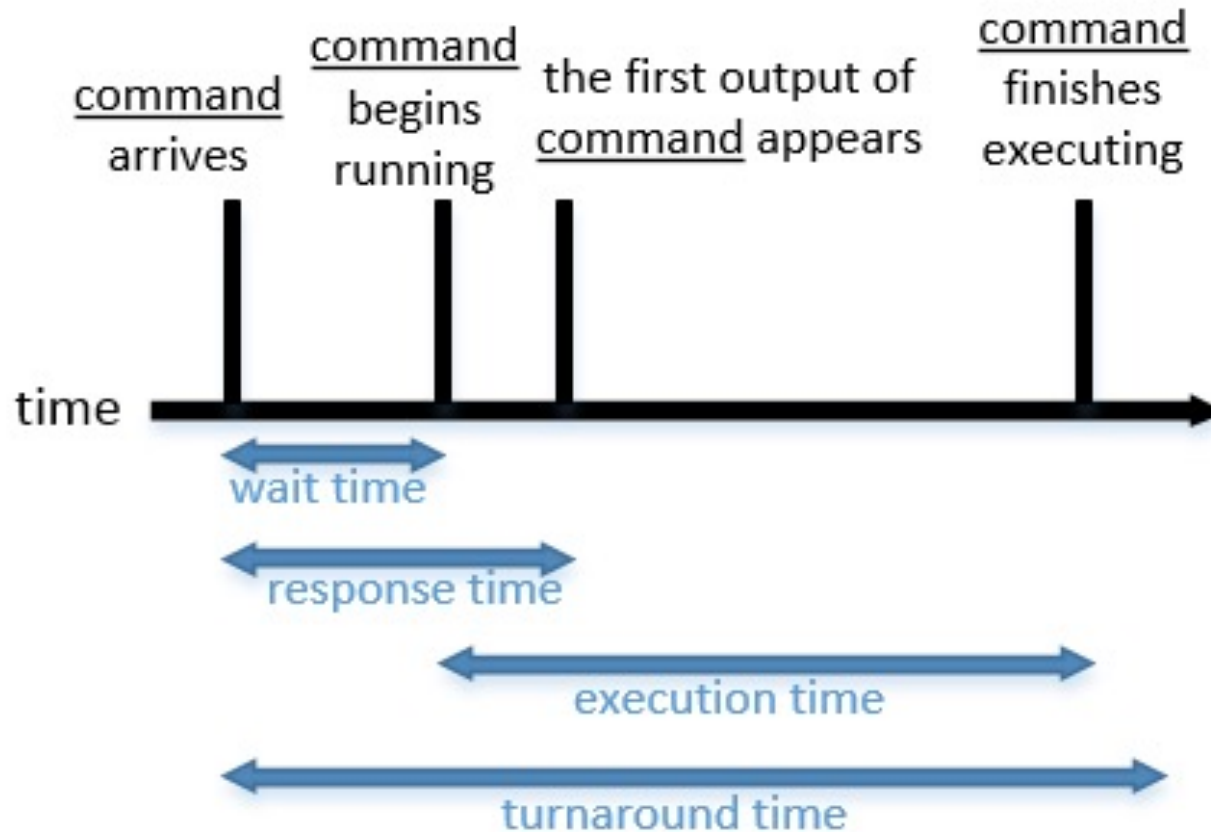 command
arrives
command
begins
running
the first output of
command appears
command
finishes
executing
time
wait time
response time
execution time
turnaround time